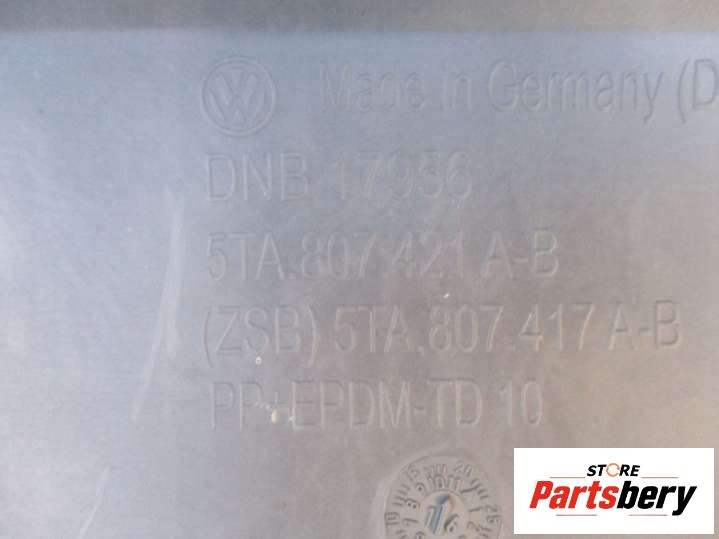 Made in Germany (D
DNB 17956
5TA.807.421 A-B
(ZSB) 5TA.807.417 A-B
PP+EPDM-TD 10
STORE
Partsbery